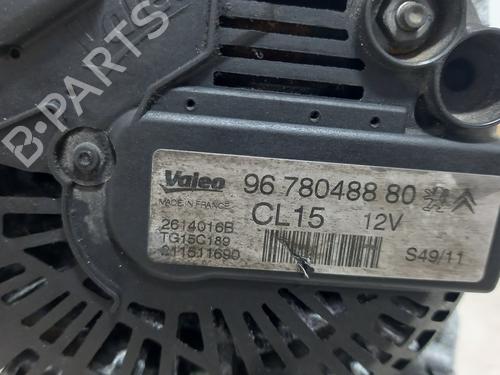 B-PARTS
Valeo
96 780488 80
MADE IN FRANCE
CL15
12V
2614016B
TG15C189
S49/11